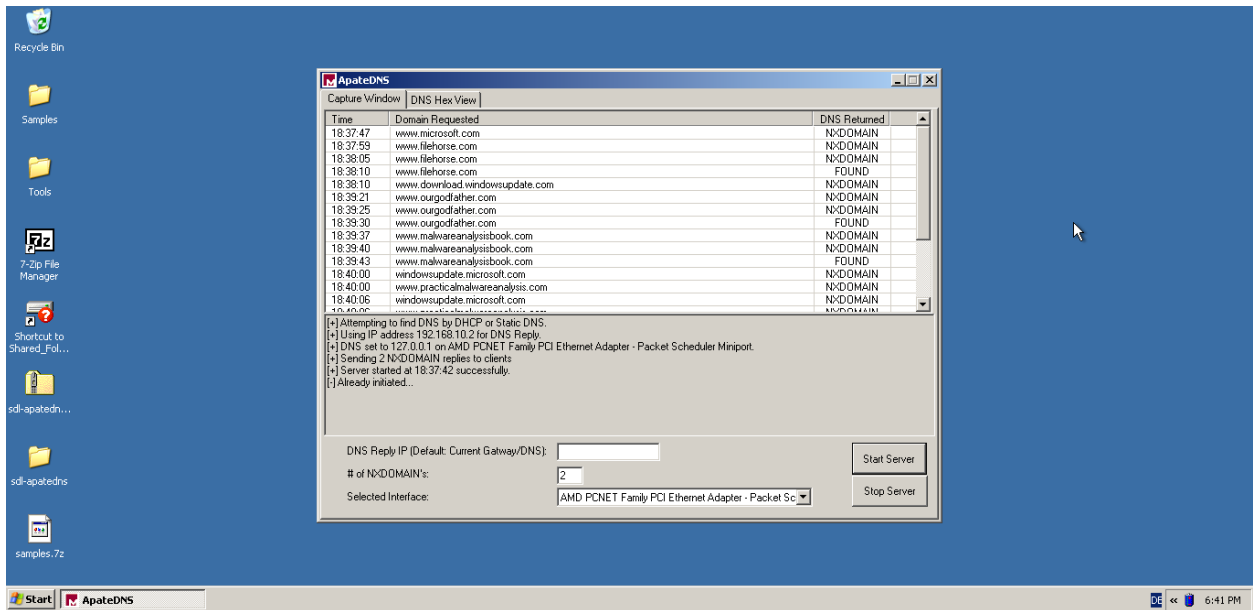 Recycle Bin
Samples
Tools
7-Zip File
Manager
Shortcut to
Shared_Fol...
sdl-apatedn...
sdl-apatedns
samples.7z
ApateDNS
Capture Window DNS Hex View
Time Domain Requested DNS Returned
18:37:47 www.microsoft.com NXDOMAIN
18:37:59 www.filehorse.com NXDOMAIN
18:38:05 www.filehorse.com NXDOMAIN
18:38:10 www.filehorse.com FOUND
18:38:10 www.download.windowsupdate.com NXDOMAIN
18:39:21 www.ourgodfather.com NXDOMAIN
18:39:25 www.ourgodfather.com NXDOMAIN
18:39:30 www.ourgodfather.com FOUND
18:39:37 www.malwareanalysisbook.com NXDOMAIN
18:39:40 www.malwareanalysisbook.com NXDOMAIN
18:39:43 www.malwareanalysisbook.com FOUND
18:40:00 windowsupdate.microsoft.com NXDOMAIN
18:40:00 www.practicalmalwareanalysis.com NXDOMAIN
18:40:06 windowsupdate.microsoft.com NXDOMAIN
[+] Attempting to find DNS by DHCP or Static DNS.
[+] Using IP address 192.168.10.2 for DNS Reply.
[+] DNS set to 127.0.0.1 on AMD PCNET Family PCI Ethernet Adapter - Packet Scheduler Miniport.
[+] Sending 2 NXDOMAIN replies to clients
[+] Server started at 18:37:42 successfully.
[-] Already initiated...
DNS Reply IP (Default: Current Gatway/DNS):
# of NXDOMAIN's: 2
Selected Interface: AMD PCNET Family PCI Ethernet Adapter - Packet Sc
Start Server
Stop Server
Start ApateDNS DE « 6:41 PM